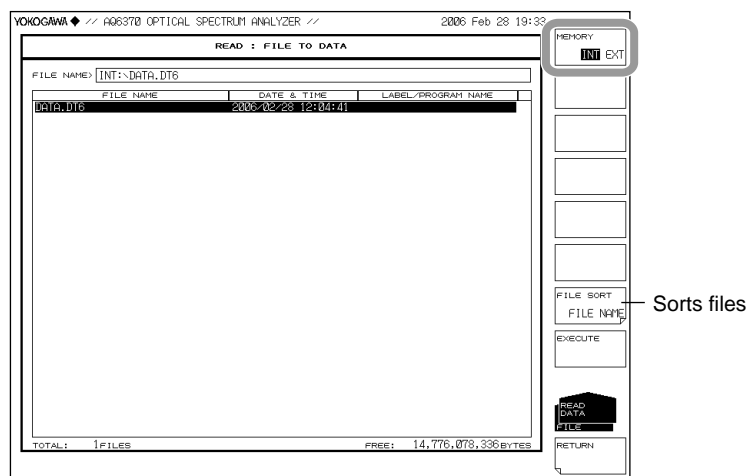 YOKOGAWA ◆ // AQ6370 OPTICAL SPECTRUM ANALYZER // 2006 Feb 28 19:33
READ : FILE TO DATA
FILE NAME> INT:\DATA.DT6
FILE NAME DATE & TIME LABEL/PROGRAM NAME
DATA.DT6 2006/02/28 12:04:41
TOTAL: 1FILES FREE: 14,776,078,336BYTES
MEMORY
INT EXT
FILE SORT
FILE NAME
Sorts files
EXECUTE
READ
DATA
FILE
RETURN